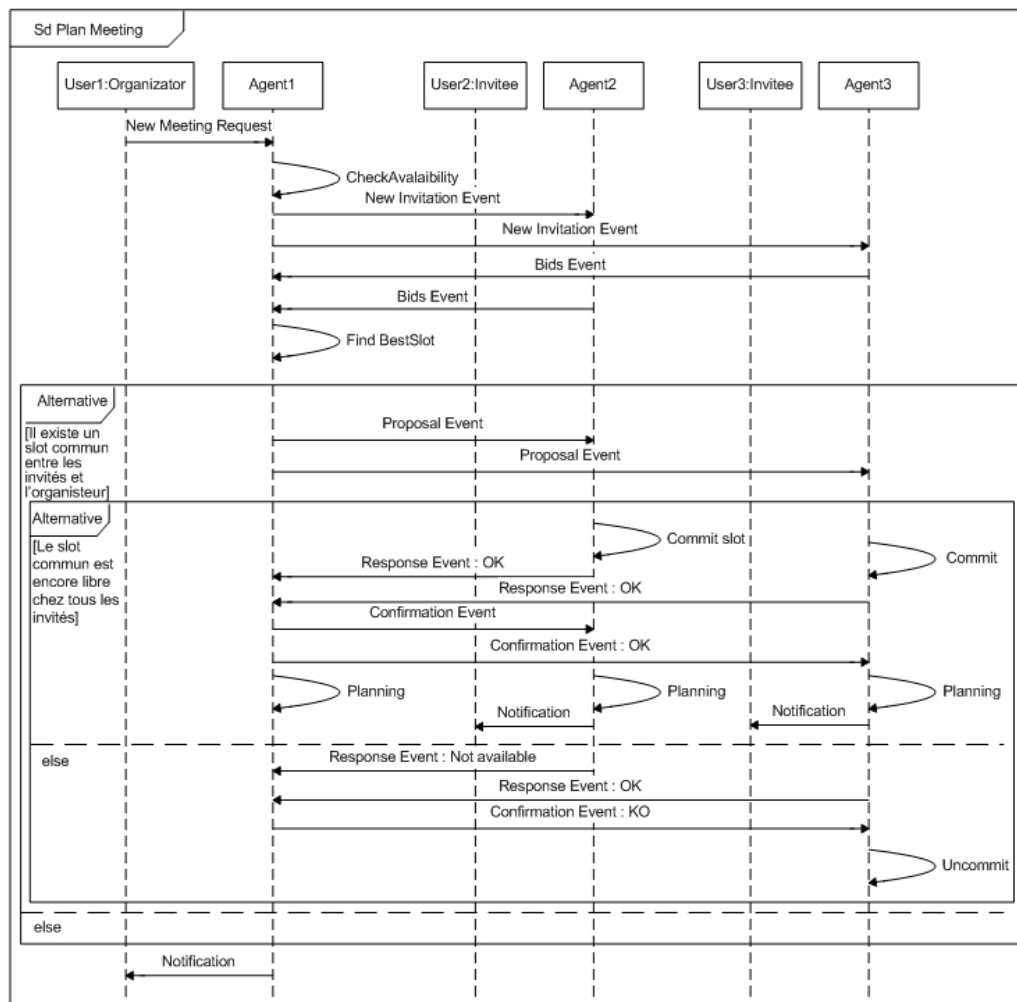 Sd Plan Meeting
User1:Organizator
Agent1
User2:Invitee
Agent2
User3:Invitee
Agent3
New Meeting Request
CheckAvalaibility
New Invitation Event
New Invitation Event
Bids Event
Bids Event
Find BestSlot
Alternative
[Il existe un
slot commun
entre les
invités et
l'organisteur]
Proposal Event
Proposal Event
Alternative
[Le slot
commun est
encore libre
chez tous les
invités]
Commit slot
Commit
Response Event : OK
Response Event : OK
Confirmation Event
Confirmation Event : OK
Planning
Planning
Planning
Notification
Notification
else
Response Event : Not available
Response Event : OK
Confirmation Event : KO
Uncommit
else
Notification